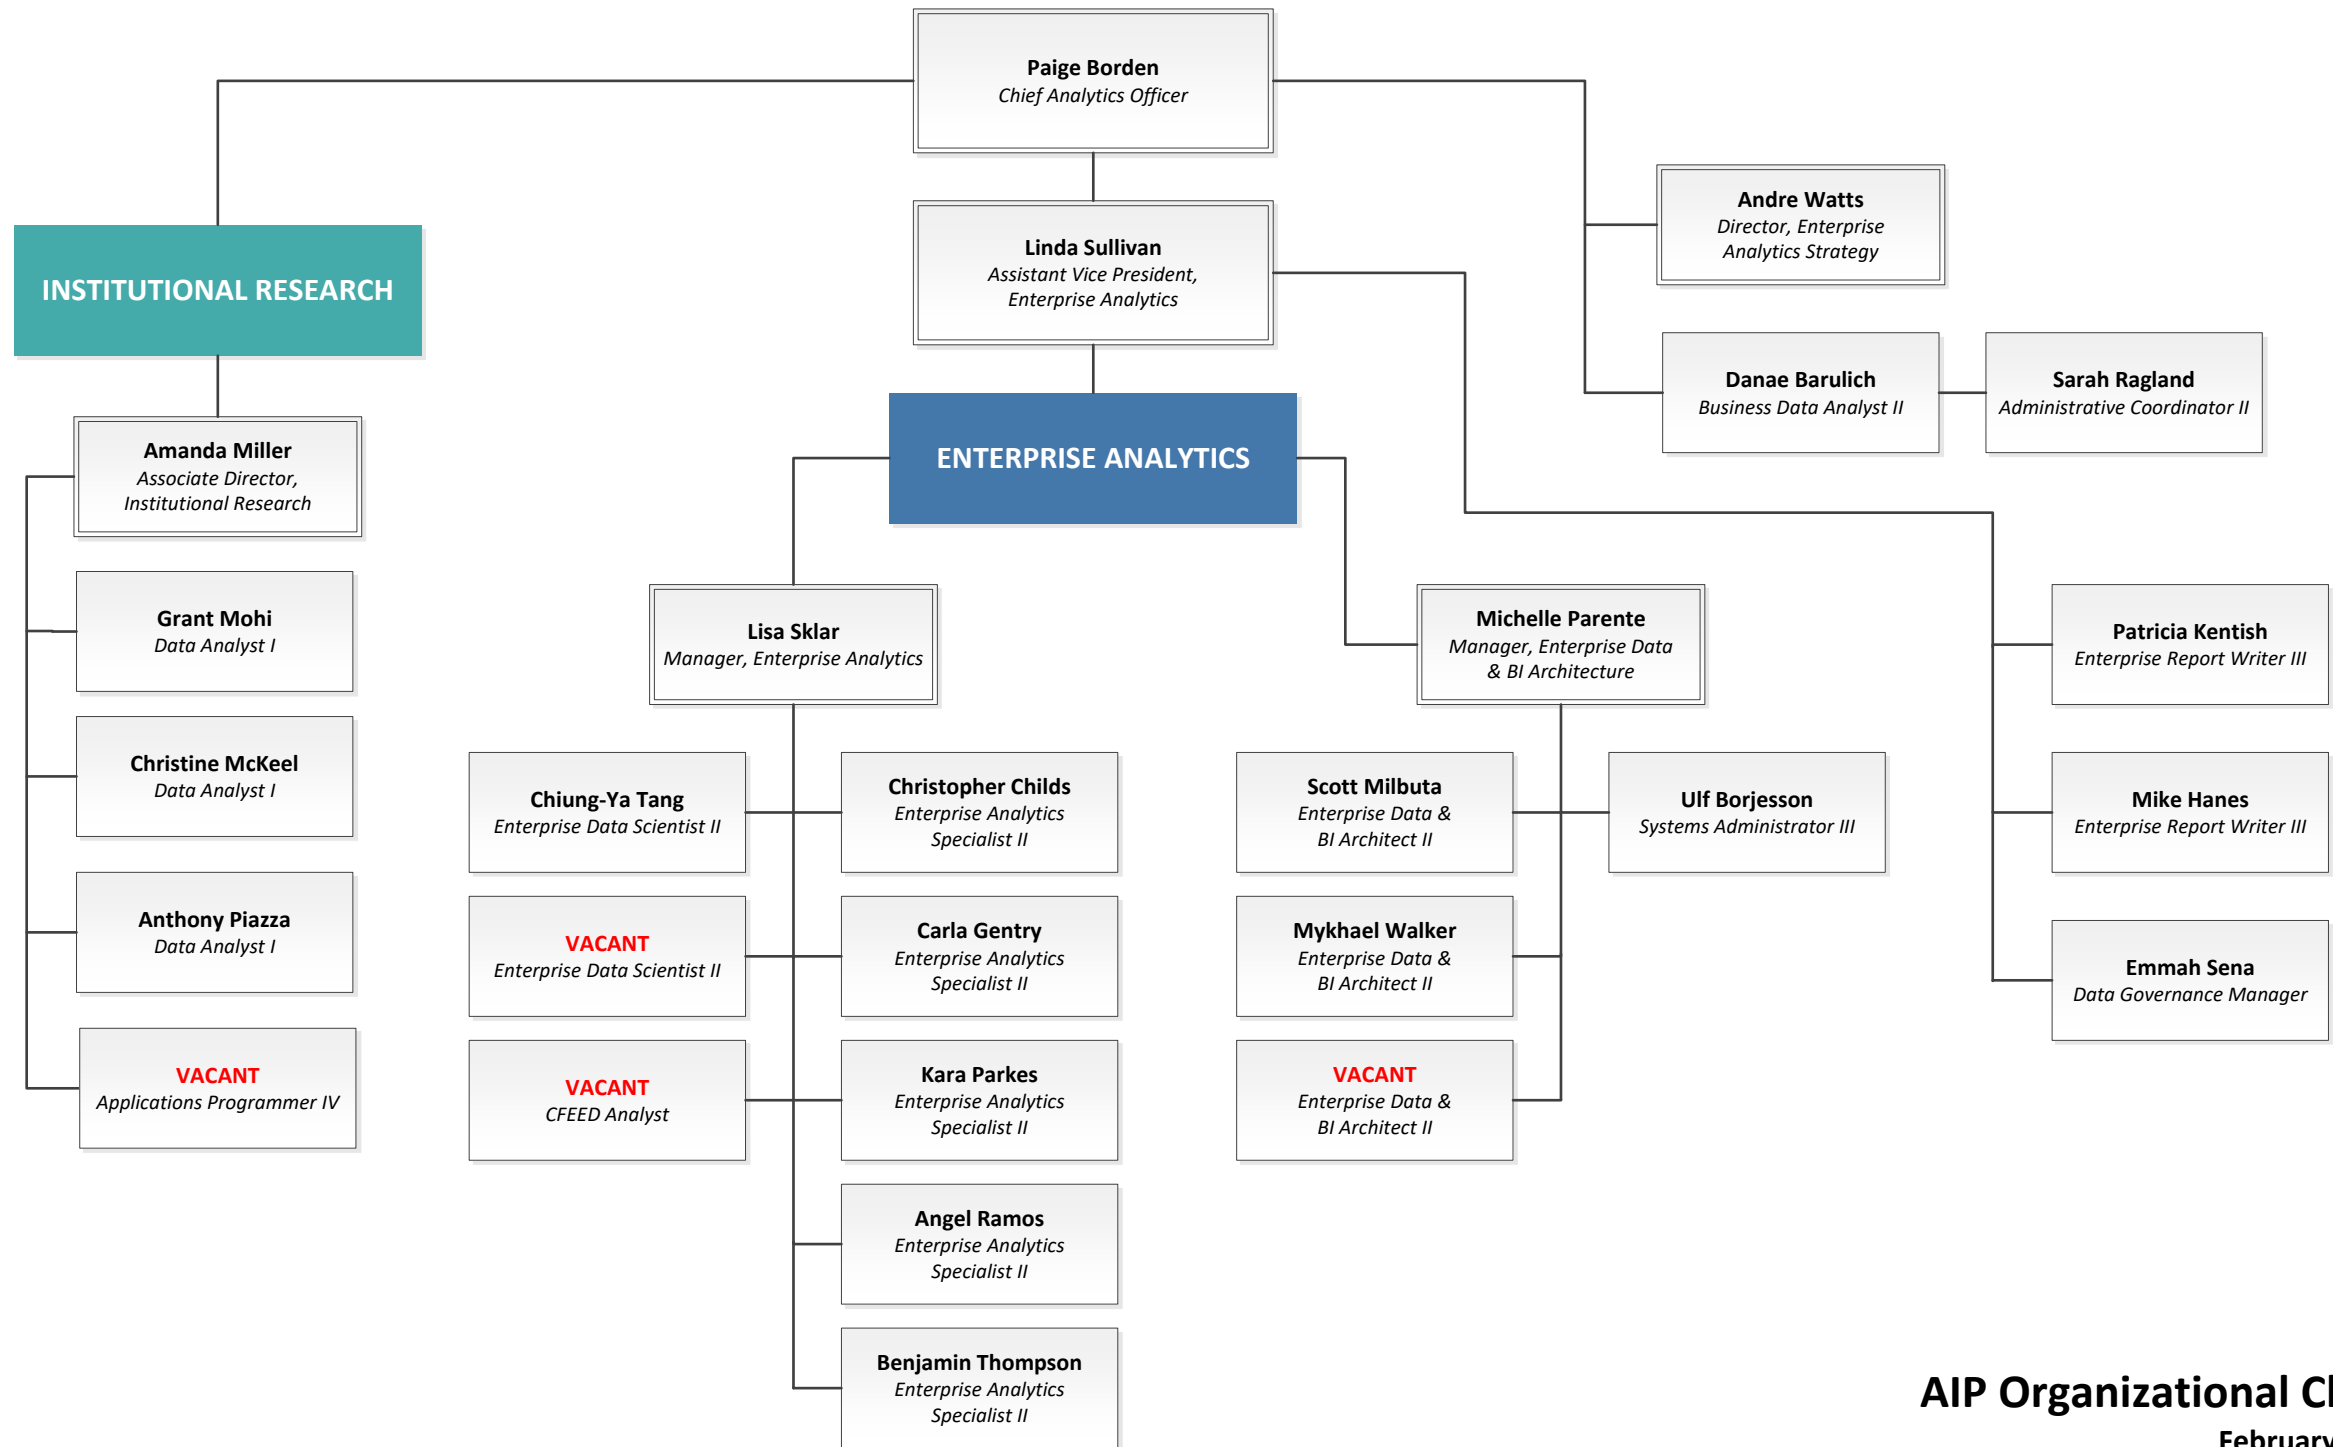 Paige Borden
Chief Analytics Officer
Andre Watts
Director, Enterprise
Analytics Strategy
Linda Sullivan
Assistant Vice President,
Enterprise Analytics
INSTITUTIONAL RESEARCH
Danae Barulich
Business Data Analyst II
Sarah Ragland
Administrative Coordinator II
ENTERPRISE ANALYTICS
Amanda Miller
Associate Director,
Institutional Research
Grant Mohi
Data Analyst I
Christine McKeel
Data Analyst I
Anthony Piazza
Data Analyst I
VACANT
Applications Programmer IV
Lisa Sklar
Manager, Enterprise Analytics
Chiung-Ya Tang
Enterprise Data Scientist II
VACANT
Enterprise Data Scientist II
VACANT
CFEED Analyst
Christopher Childs
Enterprise Analytics
Specialist II
Carla Gentry
Enterprise Analytics
Specialist II
Kara Parkes
Enterprise Analytics
Specialist II
Angel Ramos
Enterprise Analytics
Specialist II
Benjamin Thompson
Enterprise Analytics
Specialist II
Michelle Parente
Manager, Enterprise Data
& BI Architecture
Scott Milbuta
Enterprise Data &
BI Architect II
Mykhael Walker
Enterprise Data &
BI Architect II
VACANT
Enterprise Data &
BI Architect II
Ulf Borjesson
Systems Administrator III
Patricia Kentish
Enterprise Report Writer III
Mike Hanes
Enterprise Report Writer III
Emmah Sena
Data Governance Manager
AIP Organizational
February